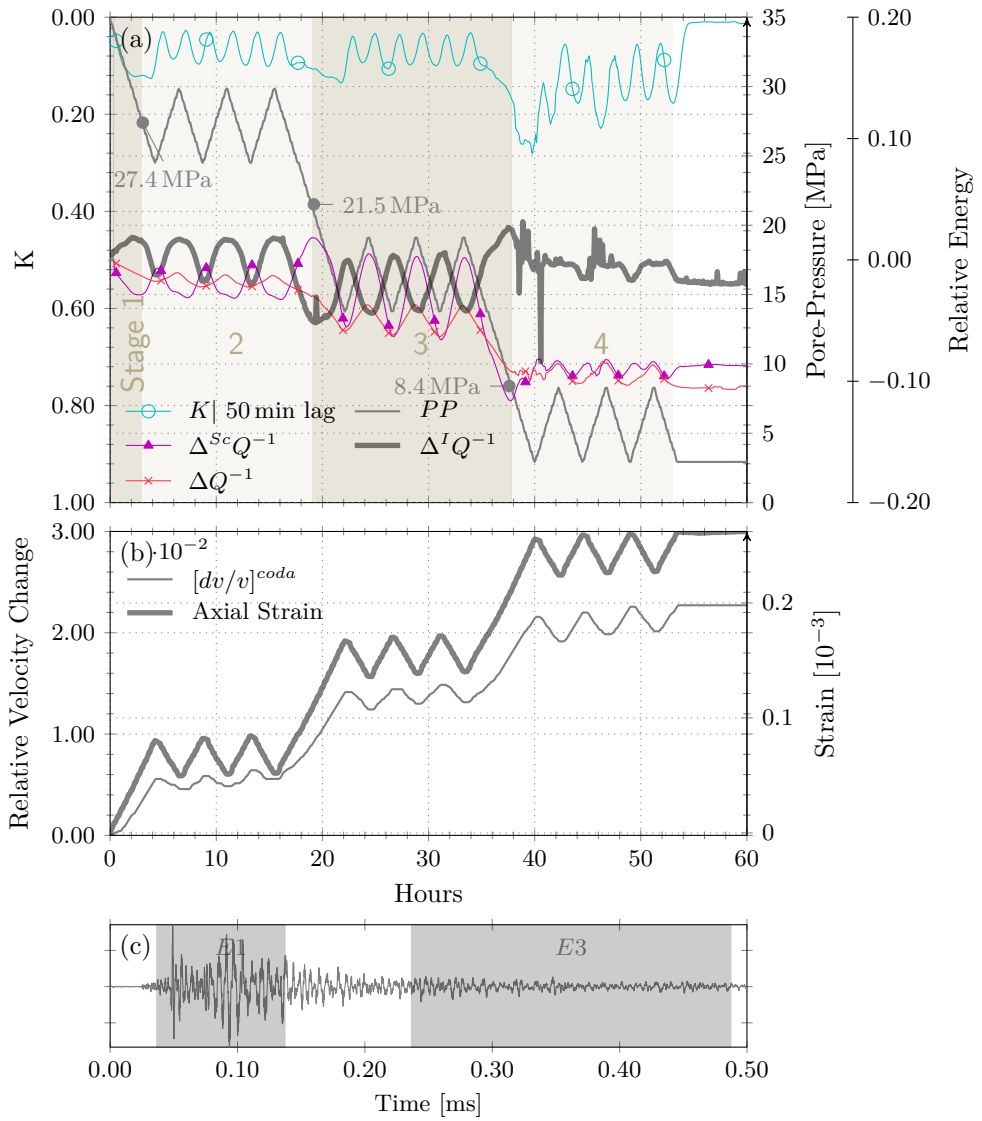 (a)
0.00
0.20
0.40
0.60
0.80
1.00
K
35
30
25
20
15
10
5
0
Pore-Pressure [MPa]
0.20
0.10
0.00
−0.10
−0.20
Relative Energy
27.4 MPa
21.5 MPa
8.4 MPa
Stage 1
2
3
4
K| 50 min lag
PP
Δ^{Sc}Q^{−1}
Δ^{I}Q^{−1}
ΔQ^{−1}
(b)
·10^{−2}
3.00
2.00
1.00
0.00
Relative Velocity Change
[dv/v]^{coda}
Axial Strain
0.2
0.1
0
Strain [10^{−3}]
0 10 20 30 40 50 60
Hours
(c)
E1
E3
0.00 0.10 0.20 0.30 0.40 0.50
Time [ms]